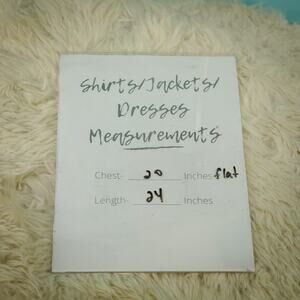 Shirts/Jackets/
Dresses
Measurements
Chest- 20 Inches flat
Length- 24 Inches